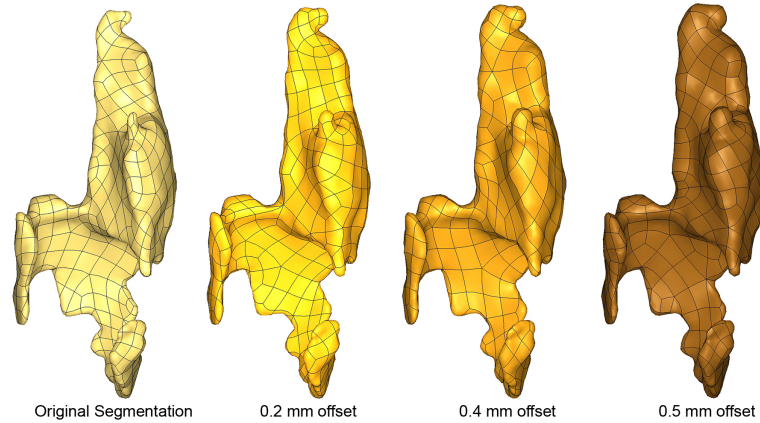 Original Segmentation
0.2 mm offset
0.4 mm offset
0.5 mm offset